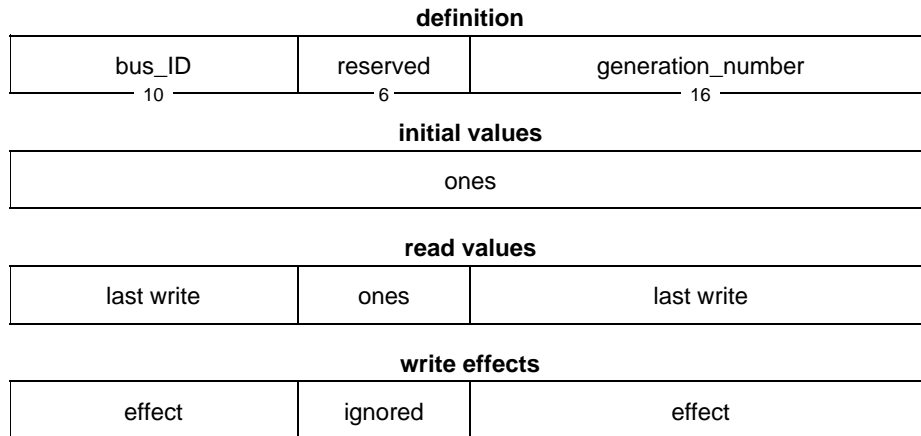 definition
bus_ID reserved generation_number
10 6 16
initial values
ones
read values
last write ones last write
write effects
effect ignored effect